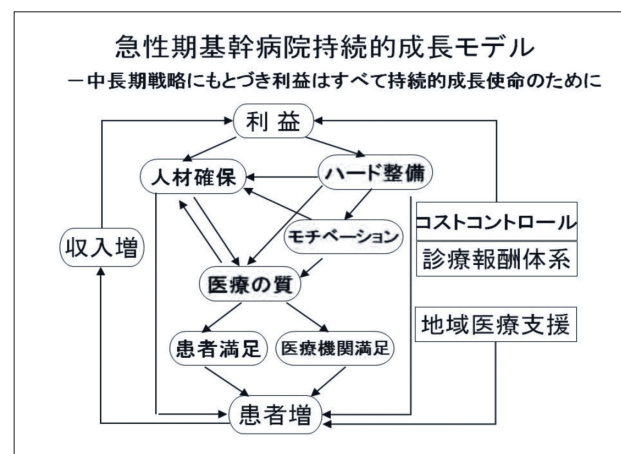 急性期基幹病院持続的成長モデル
－中長期戦略にもとづき利益はすべて持続的成長使命のために
利 益
人材確保
ハード整備
モチベーション
コストコントロール
収入増
診療報酬体系
医療の質
地域医療支援
患者満足
医療機関満足
患者増